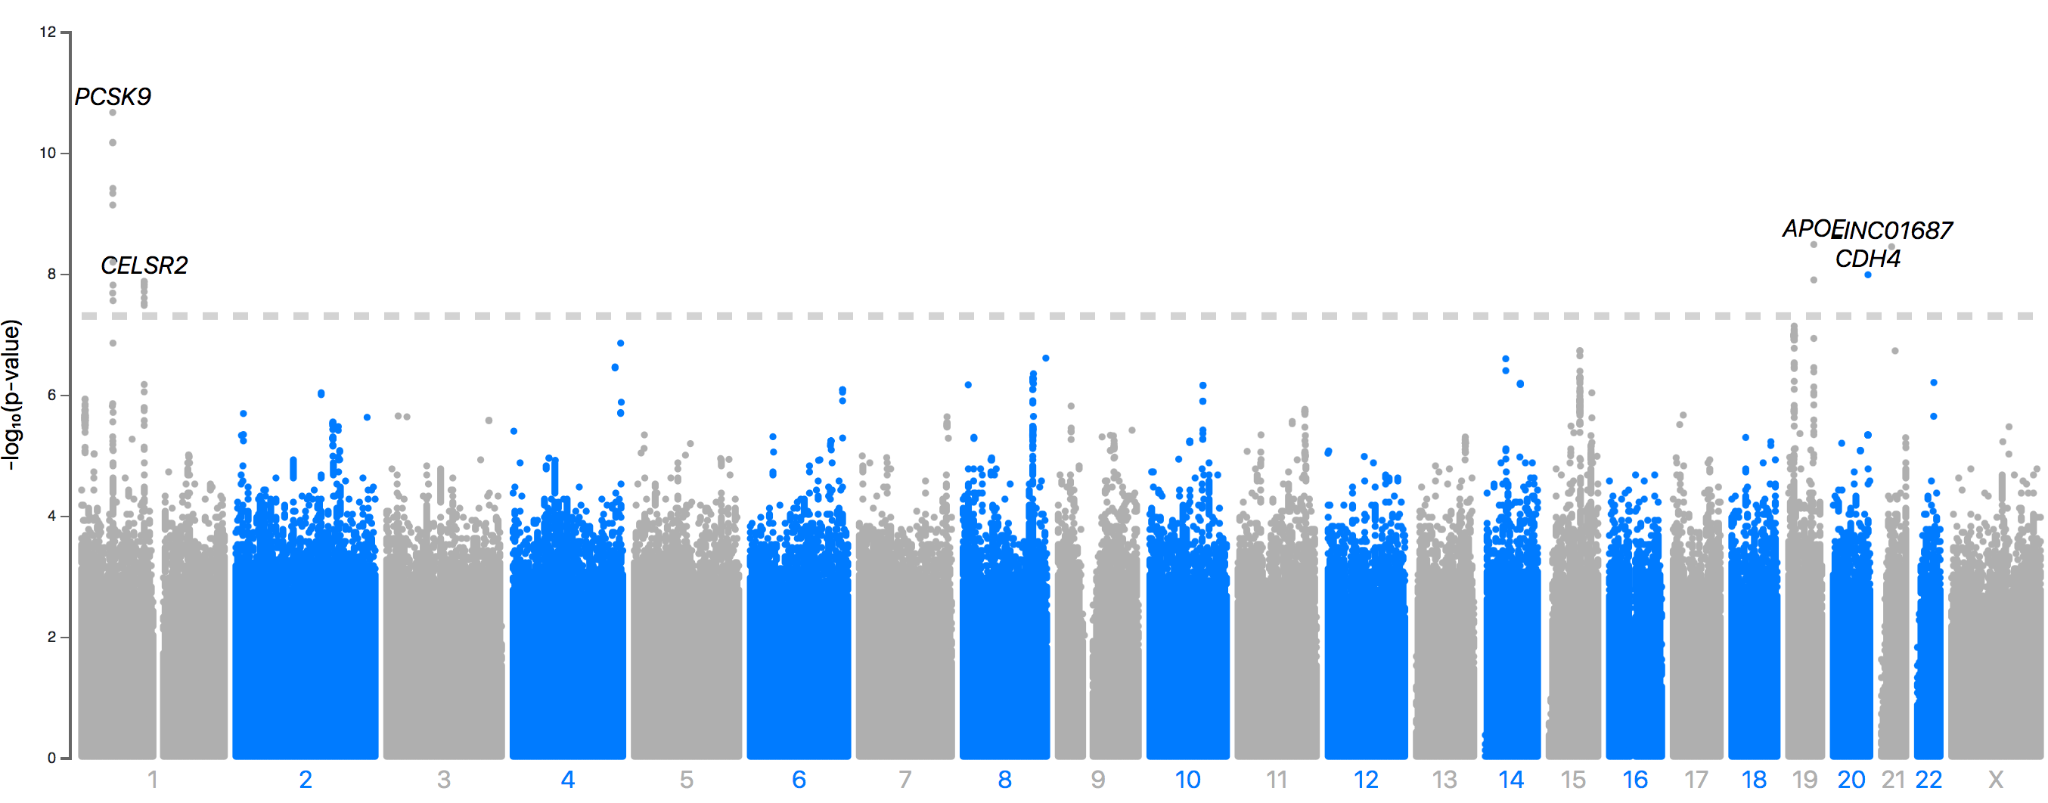 12
PCSK9
10
APOE
LINC01687
CELSR2
CDH4
8
-log₁₀(p-value)
6
4
2
0
1 2 3 4 5 6 7 8 9 10 11 12 13 14 15 16 17 18 19 20 21 22 X